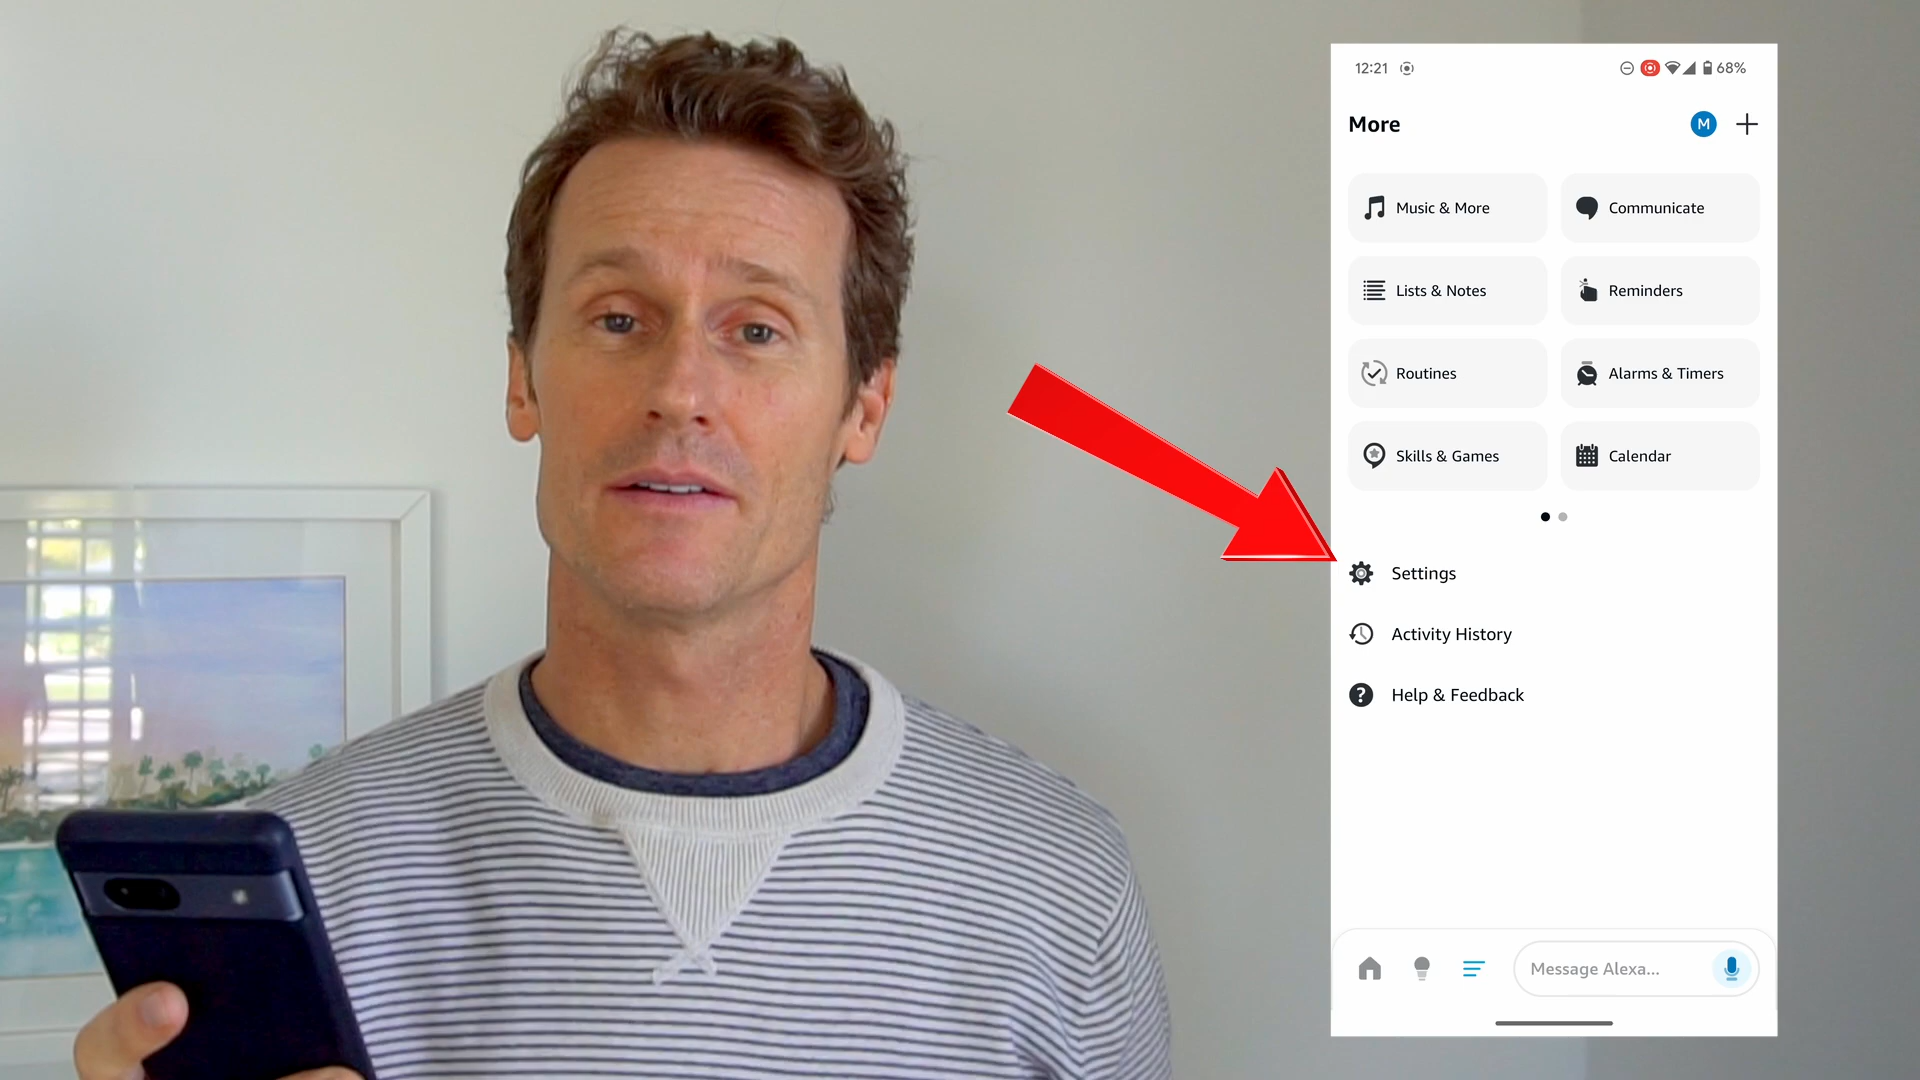 12:21 68%
More M
Music & More Communicate
Lists & Notes Reminders
Routines Alarms & Timers
Skills & Games Calendar
Settings
Activity History
? Help & Feedback
Message Alexa...